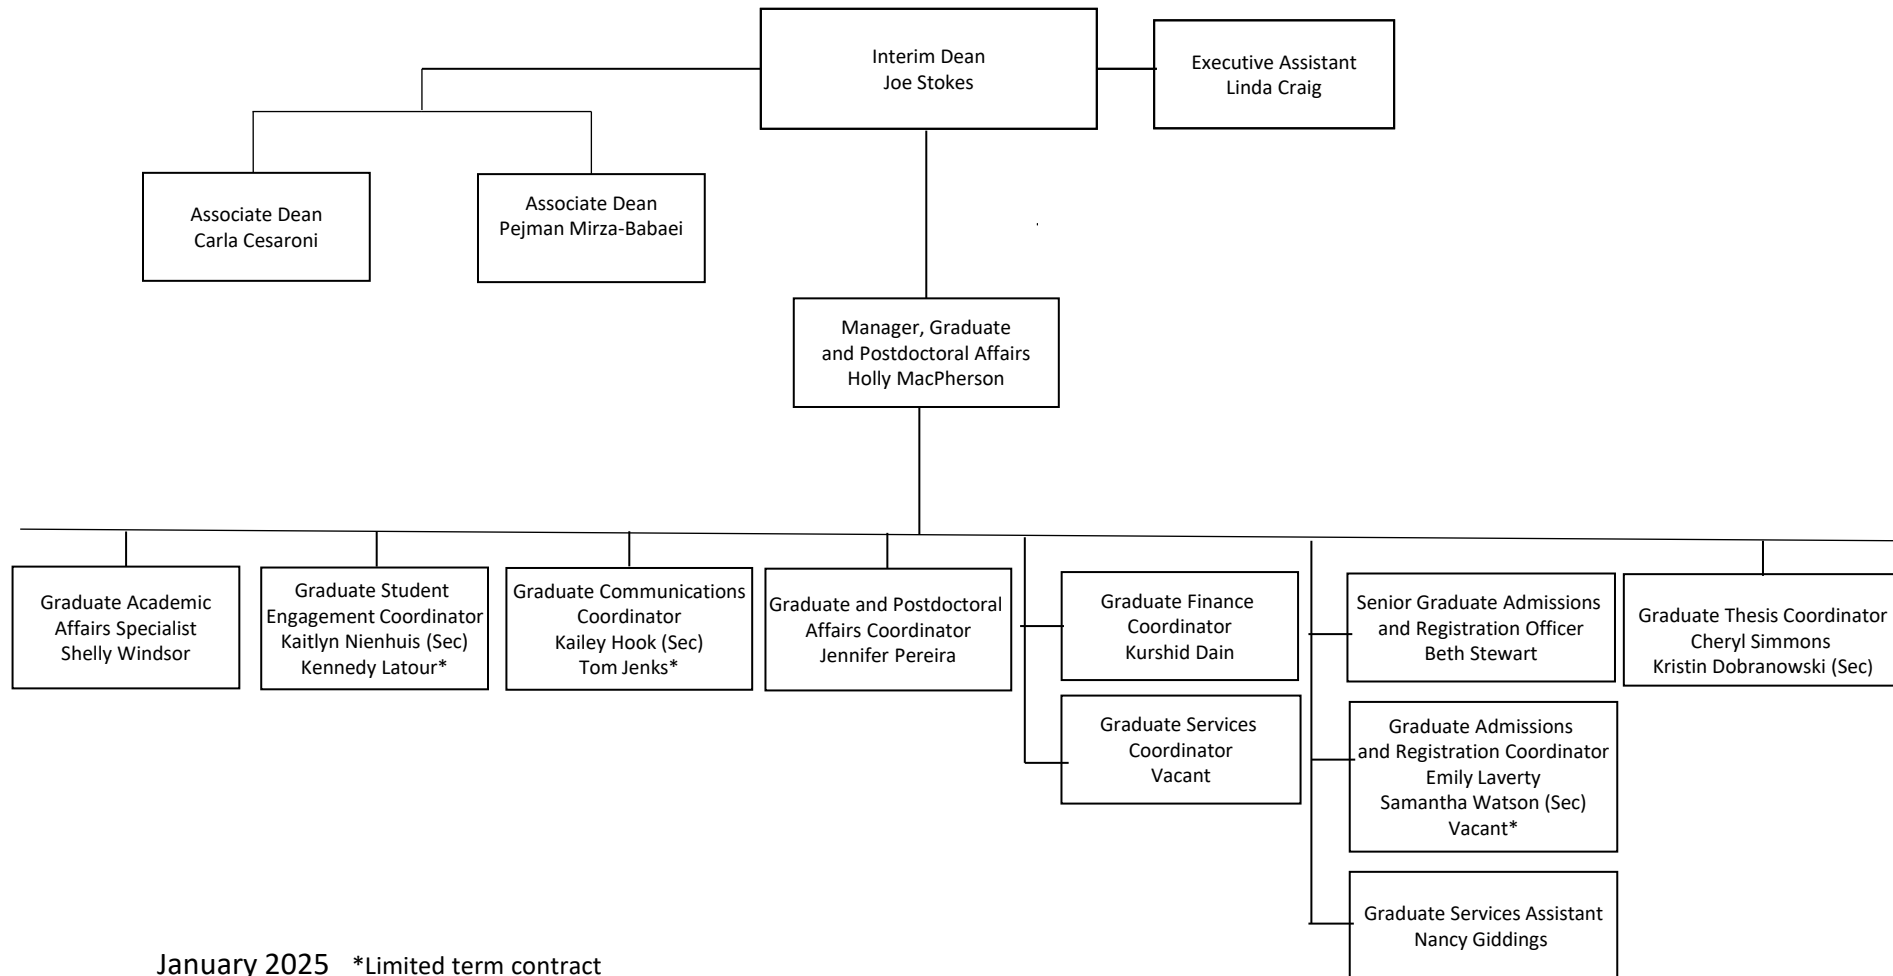 Interim Dean
Joe Stokes
Executive Assistant
Linda Craig
Associate Dean
Carla Cesaroni
Associate Dean
Pejman Mirza-Babaei
Manager, Graduate
and Postdoctoral Affairs
Holly MacPherson
Graduate Academic
Affairs Specialist
Shelly Windsor
Graduate Student
Engagement Coordinator
Kaitlyn Nienhuis (Sec)
Kennedy Latour*
Graduate Communications
Coordinator
Kailey Hook (Sec)
Tom Jenks*
Graduate and Postdoctoral
Affairs Coordinator
Jennifer Pereira
Graduate Finance
Coordinator
Kurshid Dain
Graduate Services
Coordinator
Vacant
Senior Graduate Admissions
and Registration Officer
Beth Stewart
Graduate Admissions
and Registration Coordinator
Emily Laverty
Samantha Watson (Sec)
Vacant*
Graduate Services Assistant
Nancy Giddings
Graduate Thesis Coordinator
Cheryl Simmons
Kristin Dobranowski (Sec)
January 2025 *Limited term contract